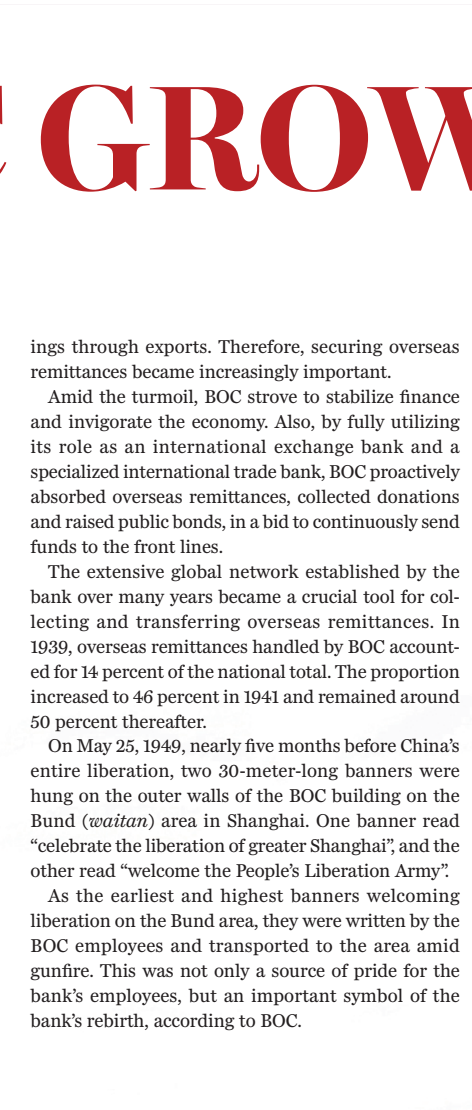 GROW
ings through exports. Therefore, securing overseas
remittances became increasingly important.
Amid the turmoil, BOC strove to stabilize finance
and invigorate the economy. Also, by fully utilizing
its role as an international exchange bank and a
specialized international trade bank, BOC proactively
absorbed overseas remittances, collected donations
and raised public bonds, in a bid to continuously send
funds to the front lines.
The extensive global network established by the
bank over many years became a crucial tool for col-
lecting and transferring overseas remittances. In
1939, overseas remittances handled by BOC account-
ed for 14 percent of the national total. The proportion
increased to 46 percent in 1941 and remained around
50 percent thereafter.
On May 25, 1949, nearly five months before China’s
entire liberation, two 30-meter-long banners were
hung on the outer walls of the BOC building on the
Bund (waitan) area in Shanghai. One banner read
“celebrate the liberation of greater Shanghai”, and the
other read “welcome the People’s Liberation Army”.
As the earliest and highest banners welcoming
liberation on the Bund area, they were written by the
BOC employees and transported to the area amid
gunfire. This was not only a source of pride for the
bank’s employees, but an important symbol of the
bank’s rebirth, according to BOC.